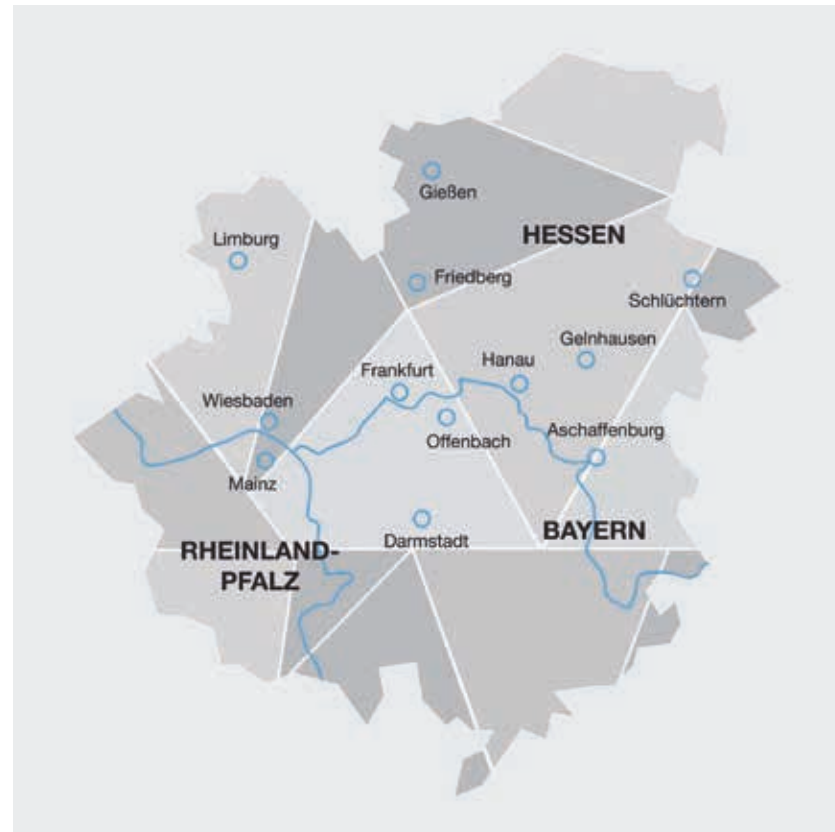 Gießen
HESSEN
Limburg
Friedberg
Schlüchtern
Gelnhausen
Hanau
Frankfurt
Wiesbaden
Offenbach
Aschaffenburg
Mainz
Darmstadt
BAYERN
RHEINLAND-
PFALZ